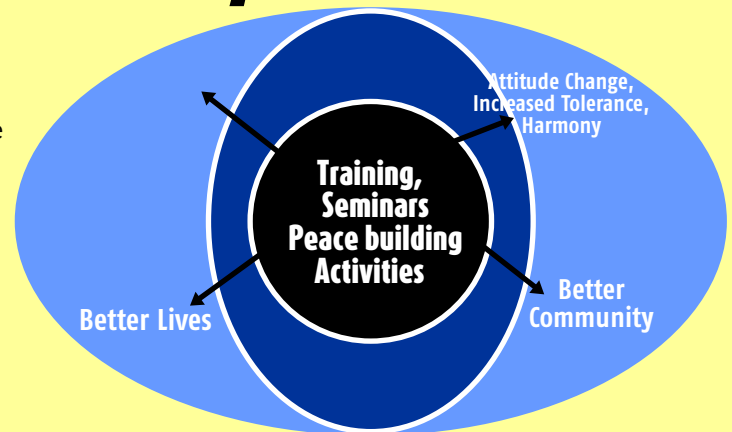 Attitude Change,
Increased Tolerance,
Harmony
e
Training,
Seminars
Peace building
Activities
Better Lives
Better
Community